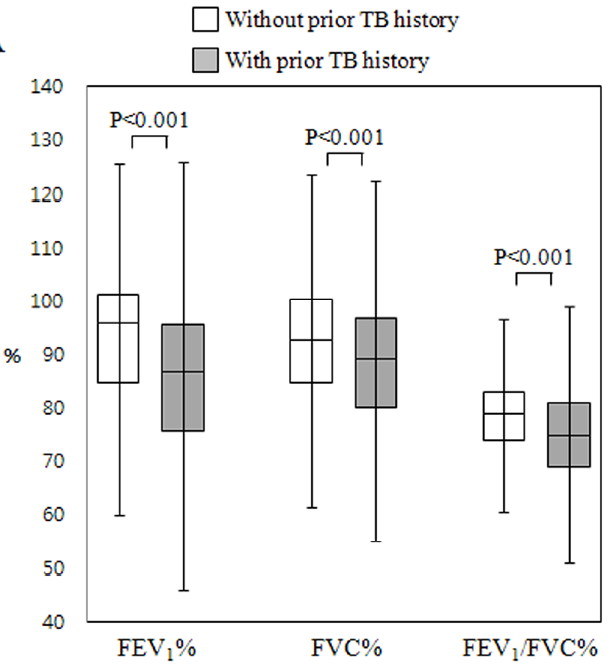 Without prior TB history
With prior TB history
140
130
120
110
100
90
80
70
60
50
40
%
P<0.001
P<0.001
P<0.001
FEV₁%
FVC%
FEV₁/FVC%